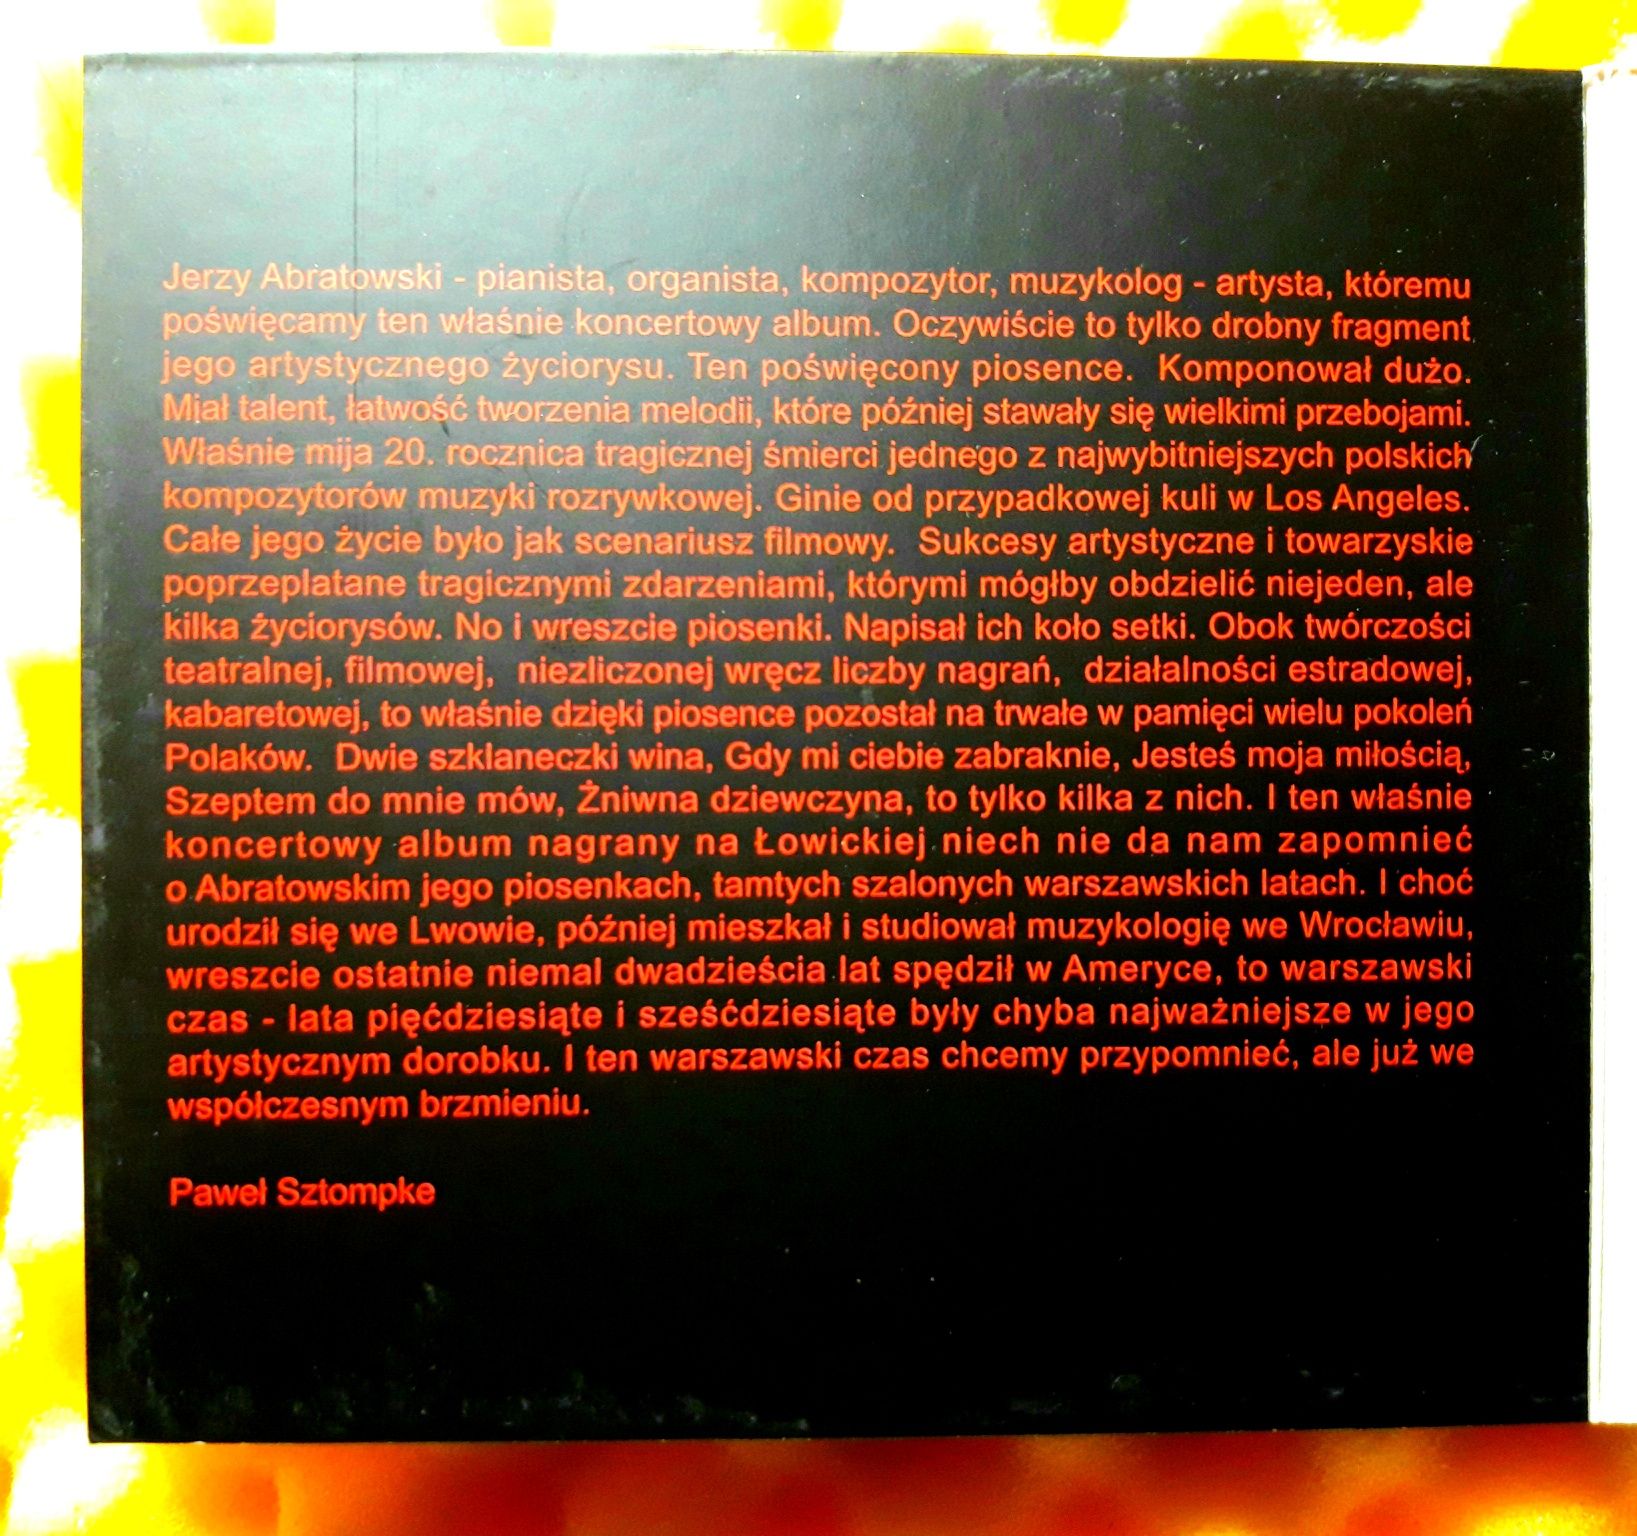 Jerzy Abratowski - pianista, organista, kompozytor, muzykolog - artysta, któremu
poświęcamy ten właśnie koncertowy album. Oczywiście to tylko drobny fragment
jego artystycznego życiorysu. Ten poświęcony piosence. Komponował dużo.
Miał talent, łatwość tworzenia melodii, które później stawały się wielkimi przebojami.
Właśnie mija 20. rocznica tragicznej śmierci jednego z najwybitniejszych polskich
kompozytorów muzyki rozrywkowej. Ginie od przypadkowej kuli w Los Angeles.
Całe jego życie było jak scenariusz filmowy. Sukcesy artystyczne i towarzyskie
poprzeplatane tragicznymi zdarzeniami, którymi mógłby obdzielić niejeden, ale
kilka życiorysów. No i wreszcie piosenki. Napisał ich koło setki. Obok twórczości
teatralnej, filmowej, niezliczonej wręcz liczby nagrań, działalności estradowej,
kabaretowej, to właśnie dzięki piosence pozostał na trwałe w pamięci wielu pokoleń
Polaków. Dwie szklaneczki wina, Gdy mi ciebie zabraknie, Jesteś moja miłością,
Szeptem do mnie mów, Żniwna dziewczyna, to tylko kilka z nich. I ten właśnie
koncertowy album nagrany na Łowickiej niech nie da nam zapomnieć
o Abratowskim jego piosenkach, tamtych szalonych warszawskich latach. I choć
urodził się we Lwowie, później mieszkał i studiował muzykologię we Wrocławiu,
wreszcie ostatnie niemal dwadzieścia lat spędził w Ameryce, to warszawski
czas - lata pięćdziesiąte i sześćdziesiąte były chyba najważniejsze w jego
artystycznym dorobku. I ten warszawski czas chcemy przypomnieć, ale już we
współczesnym brzmieniu.
Paweł Sztompke